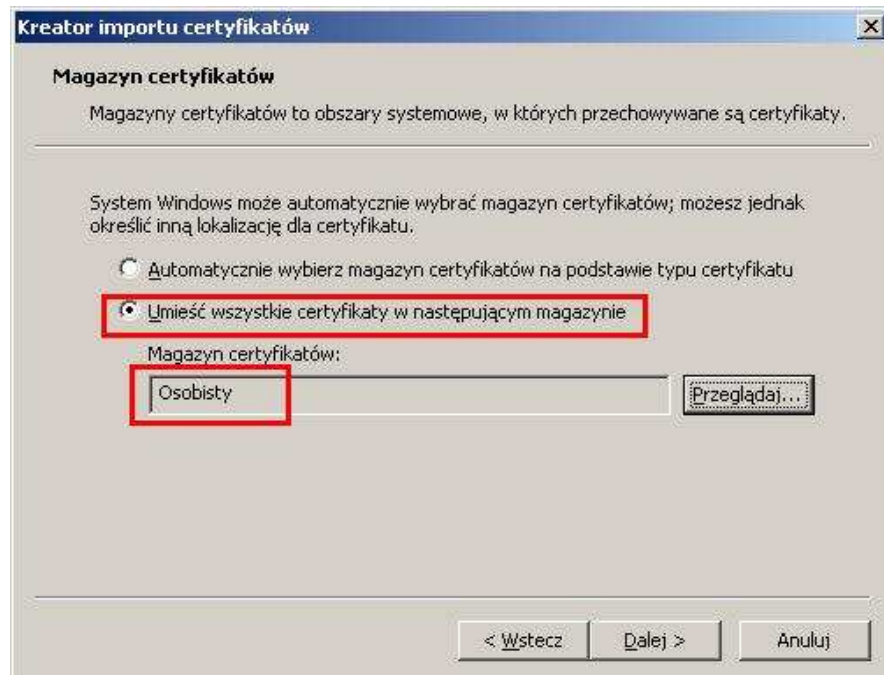 Kreator importu certyfikatów
Magazyn certyfikatów
Magazyny certyfikatów to obszary systemowe, w których przechowywane są certyfikaty.
System Windows może automatycznie wybrać magazyn certyfikatów; możesz jednak
określić inną lokalizację dla certyfikatu.
Automatycznie wybierz magazyn certyfikatów na podstawie typu certyfikatu
Umieść wszystkie certyfikaty w następującym magazynie
Magazyn certyfikatów:
Osobisty
Przeglądaj...
< Wstecz
Dalej >
Anuluj